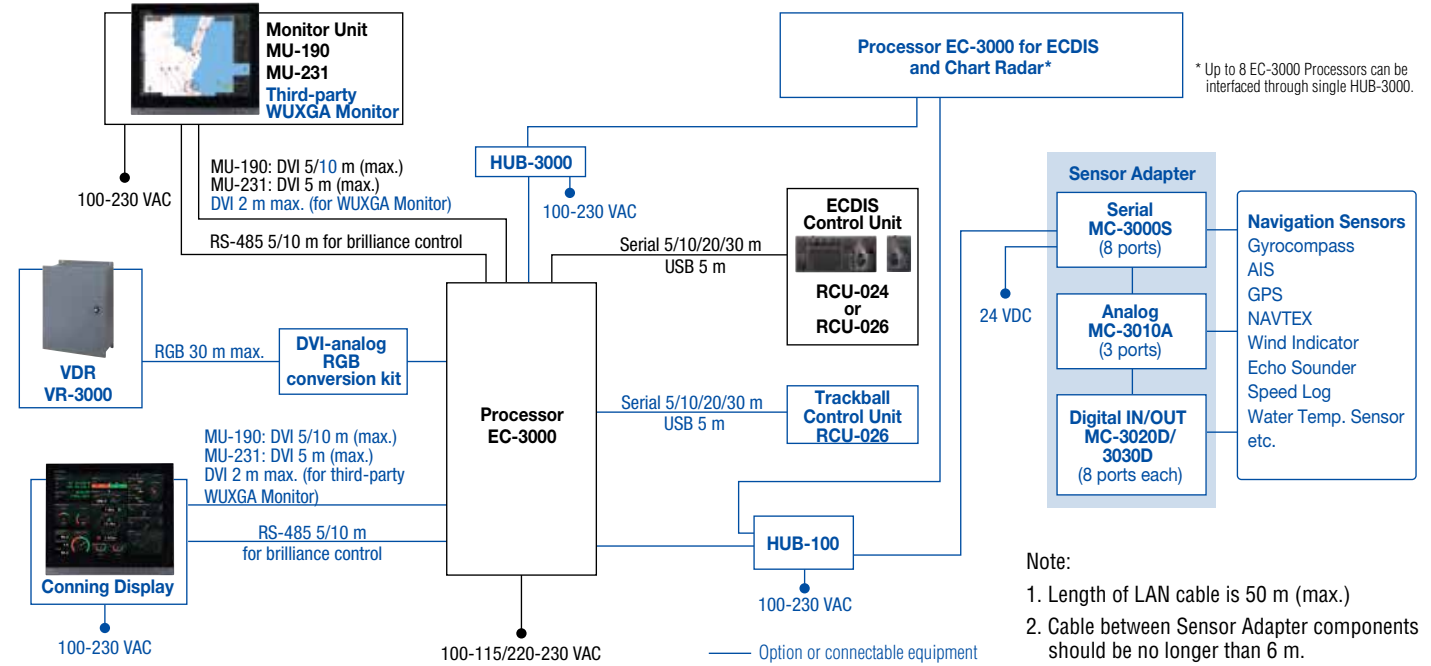 Monitor Unit
MU-190
MU-231
Third-party
WUXGA Monitor
100-230 VAC
MU-190: DVI 5/10 m (max.)
MU-231: DVI 5 m (max.)
DVI 2 m max. (for WUXGA Monitor)
RS-485 5/10 m for brilliance control
Processor EC-3000 for ECDIS
and Chart Radar*
* Up to 8 EC-3000 Processors can be
interfaced through single HUB-3000.
HUB-3000
100-230 VAC
ECDIS
Control Unit
RCU-024
or
RCU-026
Serial 5/10/20/30 m
USB 5 m
Sensor Adapter
Serial
MC-3000S
(8 ports)
Analog
MC-3010A
(3 ports)
Digital IN/OUT
MC-3020D/
3030D
(8 ports each)
24 VDC
Navigation Sensors
Gyrocompass
AIS
GPS
NAVTEX
Wind Indicator
Echo Sounder
Speed Log
Water Temp. Sensor
etc.
VDR
VR-3000
RGB 30 m max.
DVI-analog
RGB
conversion kit
Processor
EC-3000
Serial 5/10/20/30 m
USB 5 m
Trackball
Control Unit
RCU-026
MU-190: DVI 5/10 m (max.)
MU-231: DVI 5 m (max.)
DVI 2 m max. (for third-party
WUXGA Monitor)
RS-485 5/10 m
for brilliance control
Conning Display
100-230 VAC
100-115/220-230 VAC
HUB-100
100-230 VAC
Option or connectable equipment
Note:
1. Length of LAN cable is 50 m (max.)
2. Cable between Sensor Adapter components
should be no longer than 6 m.